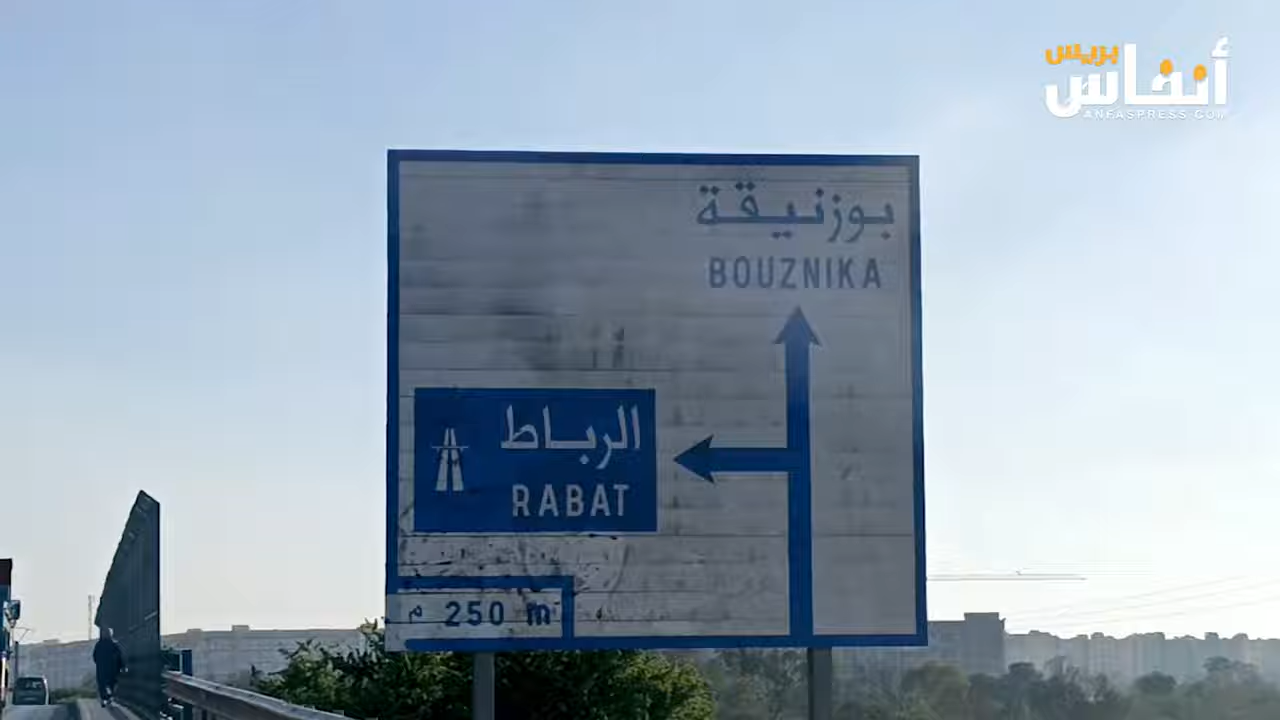 بريس
أنفاس
ANFASPRESS.COM
بوزنيقة
BOUZNIKA
الرباط
RABAT
م 250 m